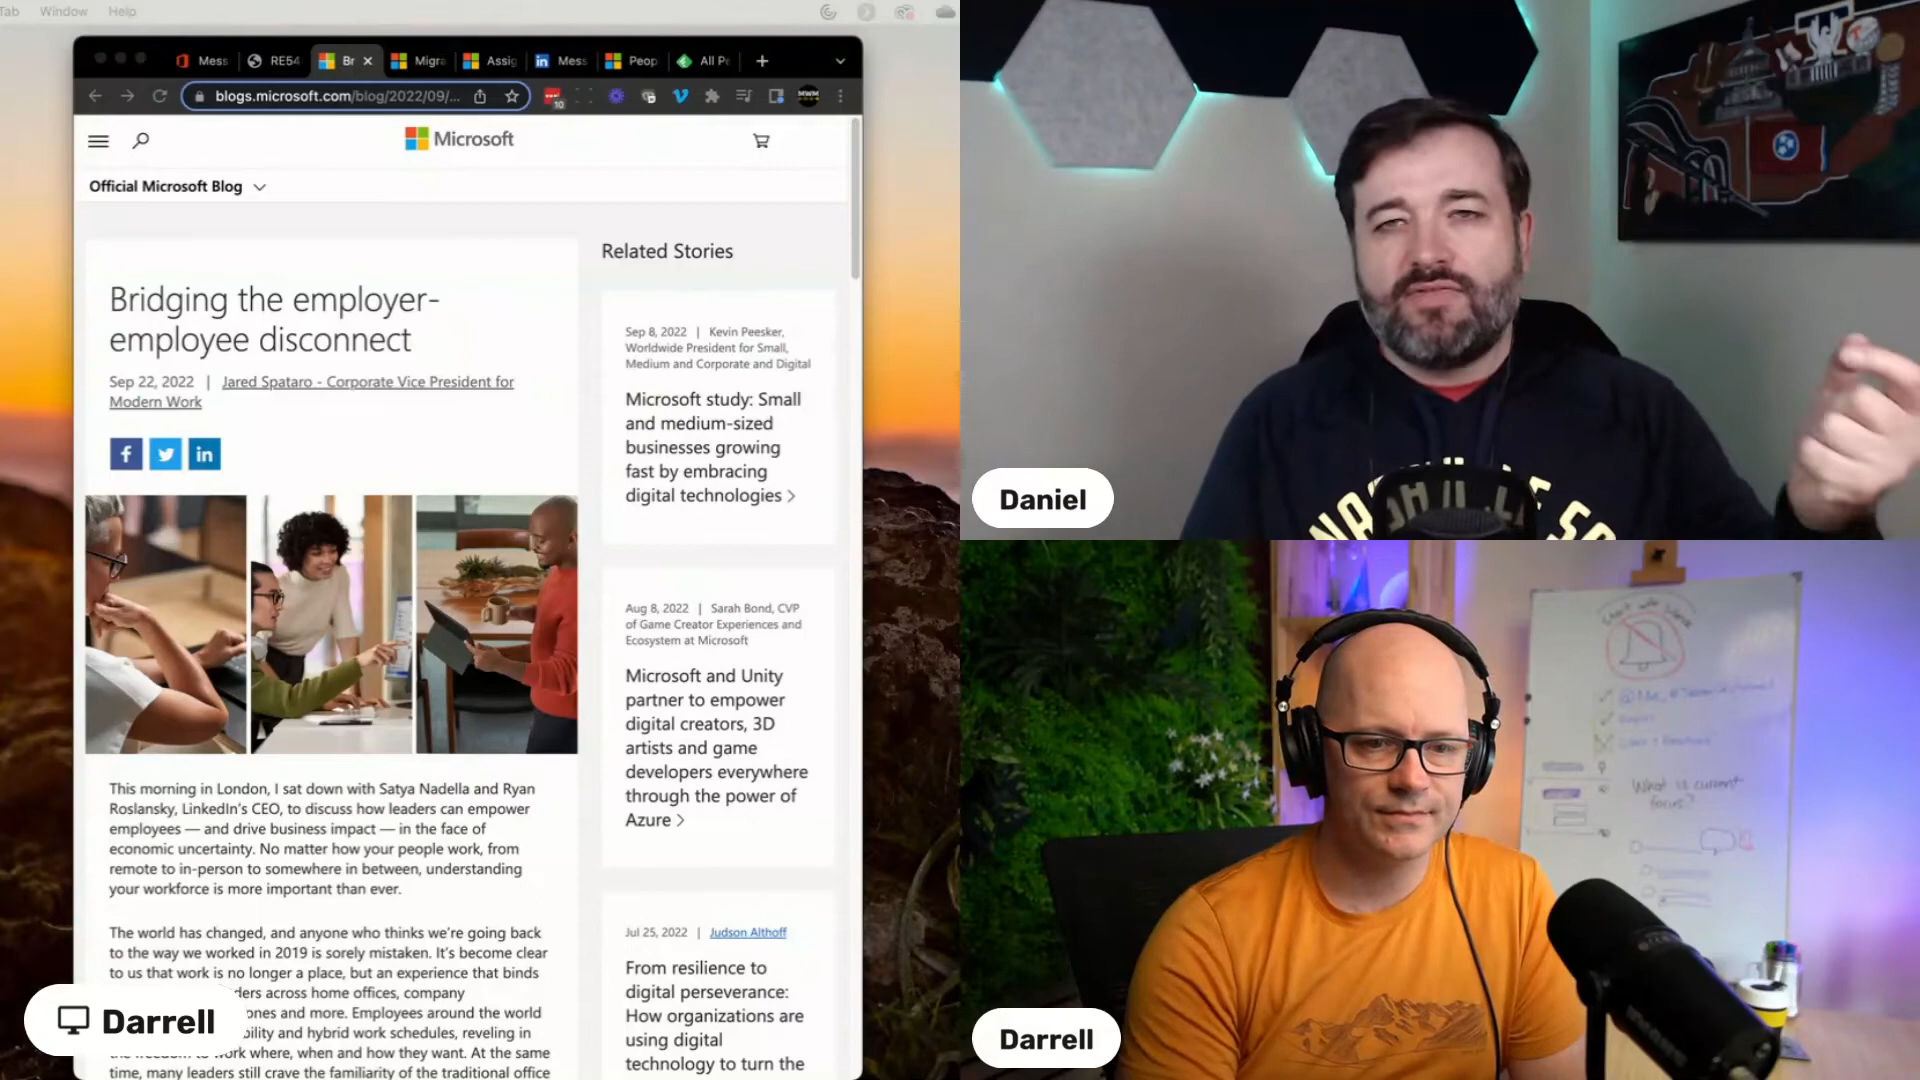 Tab Window Help
Mess RE54 Br Migra Assig Mess Peop All Pe
blogs.microsoft.com/blog/2022/09/...
10
MWM
Microsoft
Official Microsoft Blog
Bridging the employer-
employee disconnect
Sep 22, 2022 | Jared Spataro - Corporate Vice President for
Modern Work
This morning in London, I sat down with Satya Nadella and Ryan
Roslansky, LinkedIn's CEO, to discuss how leaders can empower
employees — and drive business impact — in the face of
economic uncertainty. No matter how your people work, from
remote to in-person to somewhere in between, understanding
your workforce is more important than ever.
The world has changed, and anyone who thinks we're going back
to the way we worked in 2019 is sorely mistaken. It's become clear
to us that work is no longer a place, but an experience that binds
across home offices, company
and more. Employees around the world
and hybrid work schedules, reveling in
work where, when and how they want. At the same
time, many leaders still crave the familiarity of the traditional office
Related Stories
Sep 8, 2022 | Kevin Peesker,
Worldwide President for Small,
Medium and Corporate and Digital
Microsoft study: Small
and medium-sized
businesses growing
fast by embracing
digital technologies
Aug 8, 2022 | Sarah Bond, CVP
of Game Creator Experiences and
Ecosystem at Microsoft
Microsoft and Unity
partner to empower
digital creators, 3D
artists and game
developers everywhere
through the power of
Azure
Jul 25, 2022 | Judson Althoff
From resilience to
digital perseverance:
How organizations are
using digital
technology to turn the
Darrell
Daniel
What is current
focus?
Darrell